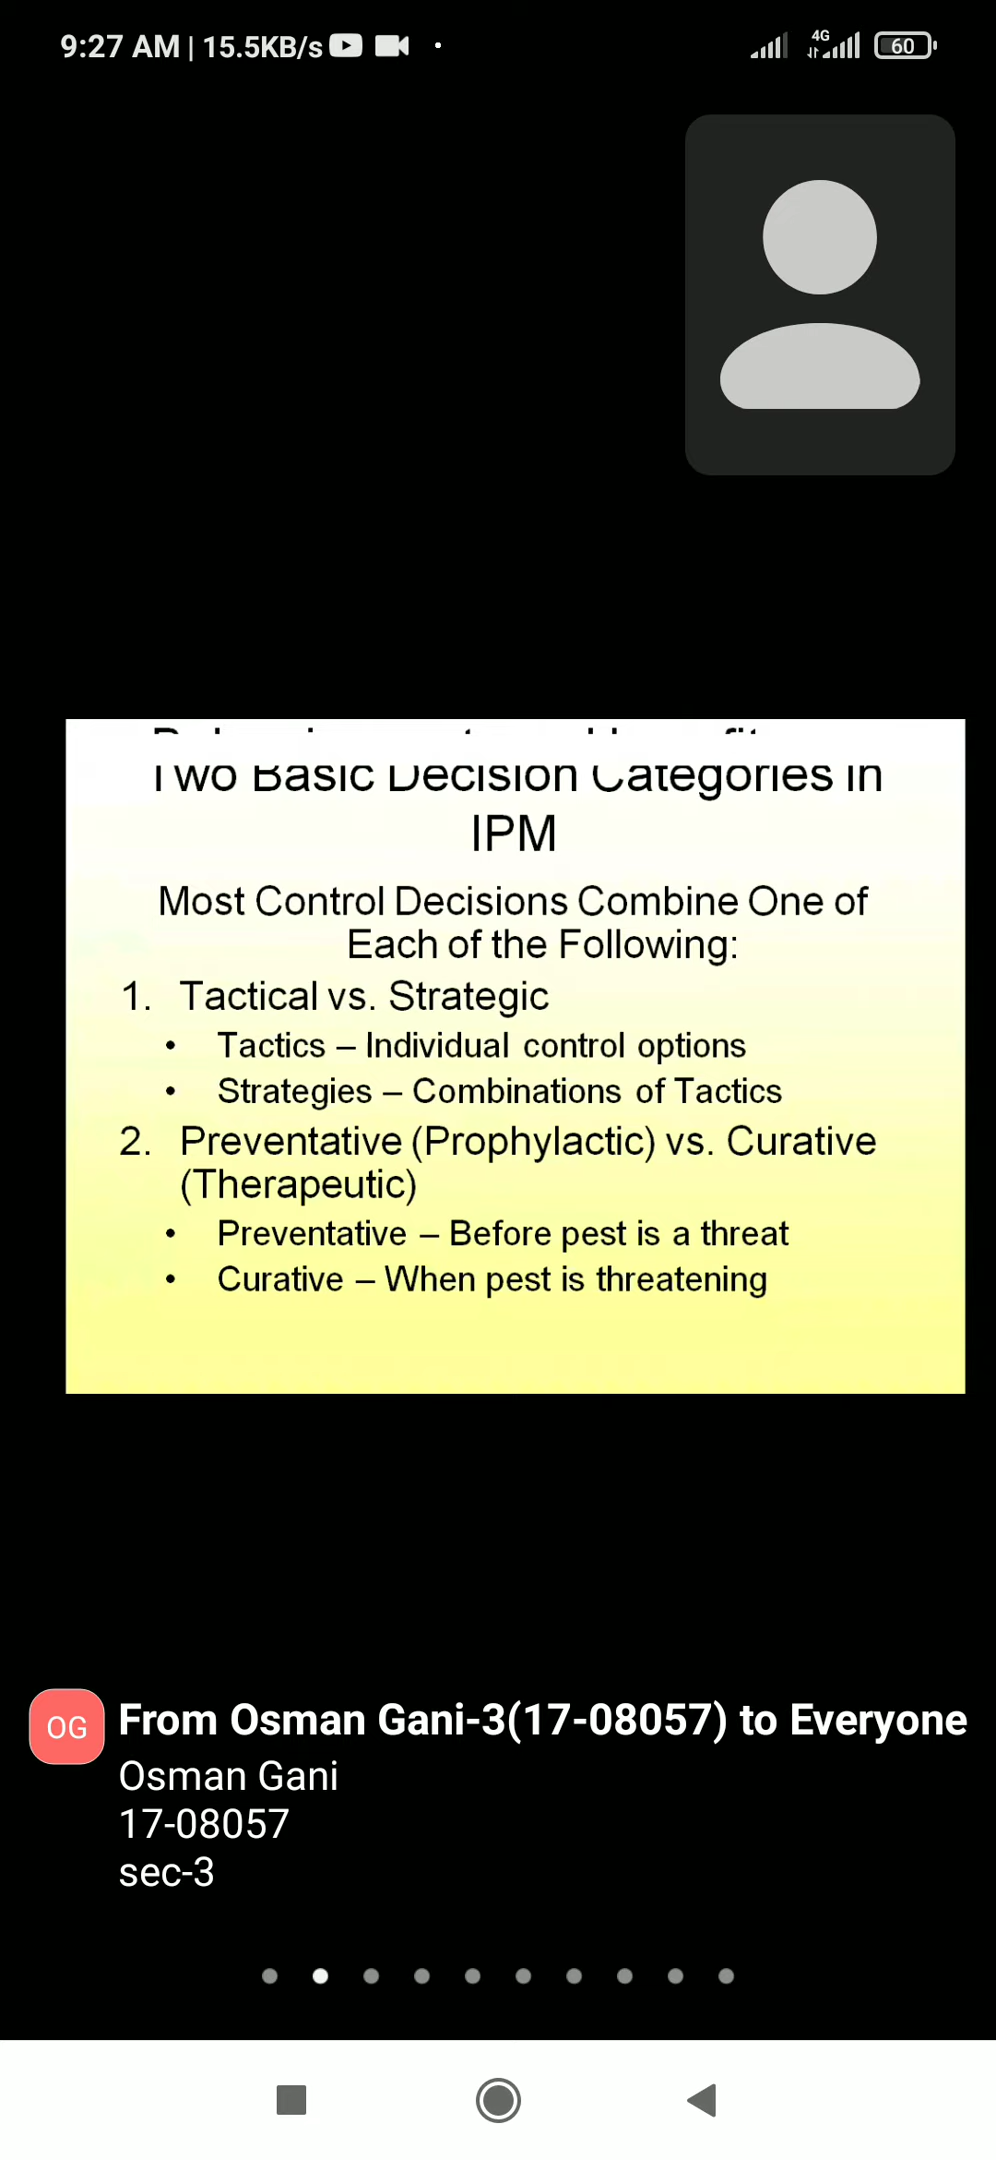 9:27 AM | 15.5KB/s
4G
60
Two Basic Decision Categories in
IPM
Most Control Decisions Combine One of
Each of the Following:
1. Tactical vs. Strategic
• Tactics – Individual control options
• Strategies – Combinations of Tactics
2. Preventative (Prophylactic) vs. Curative
(Therapeutic)
• Preventative – Before pest is a threat
• Curative – When pest is threatening
OG
From Osman Gani-3(17-08057) to Everyone
Osman Gani
17-08057
sec-3